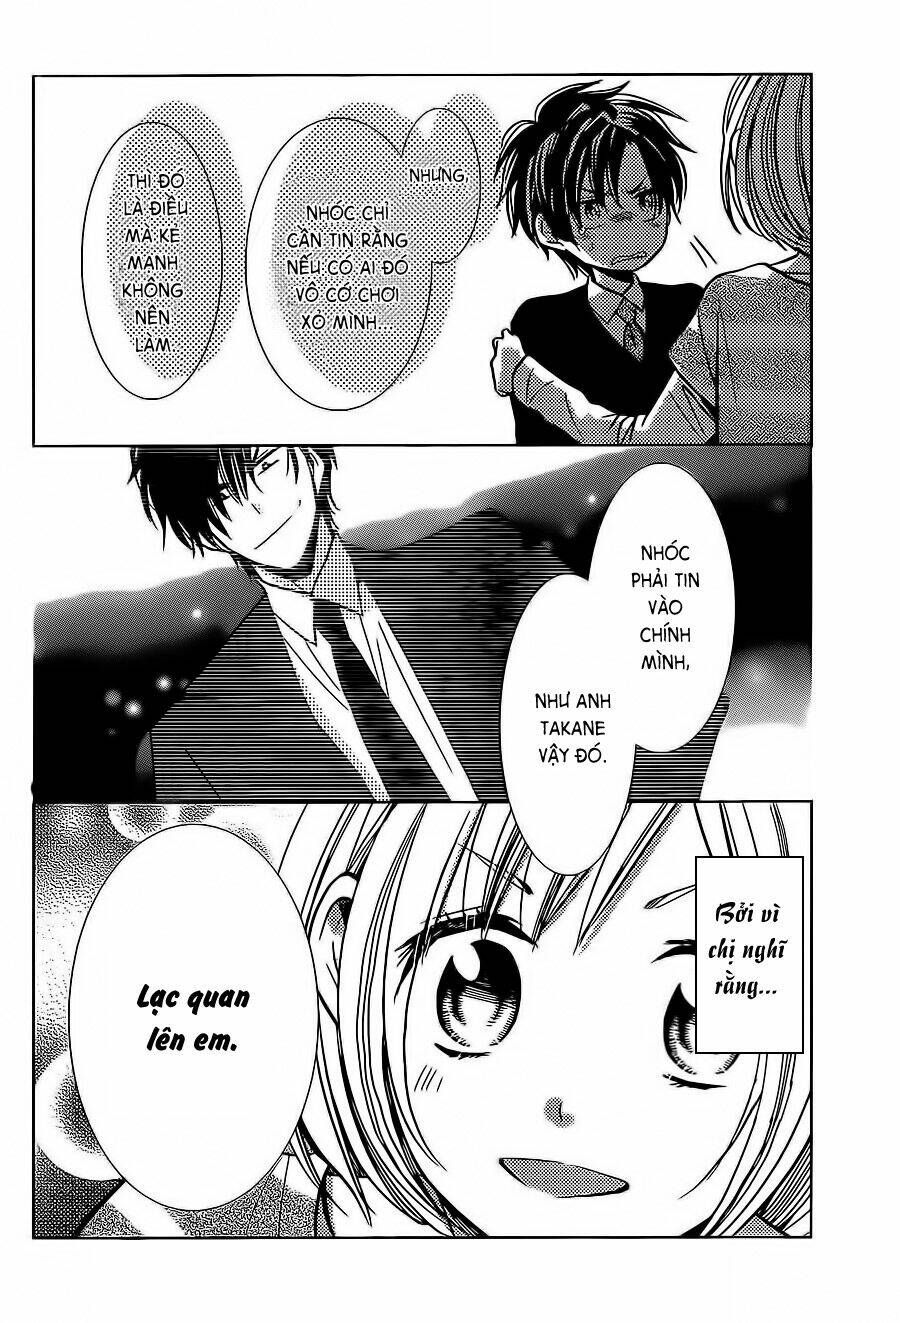 NHƯNG,
NHÓC CHỈ
CẦN TIN RẰNG
NẾU CÓ AI ĐÓ
VÔ CỚ CHƠI
XỎ MÌNH...
THÌ ĐÓ
LÀ ĐIỀU
MÀ KẺ
MẠNH
KHÔNG
NÊN
LÀM.
NHÓC
PHẢI TIN
VÀO
CHÍNH
MÌNH,
NHƯ ANH
TAKANE
VẬY ĐÓ.
Bởi vì
chị nghĩ
rằng...
Lạc quan
lên em.